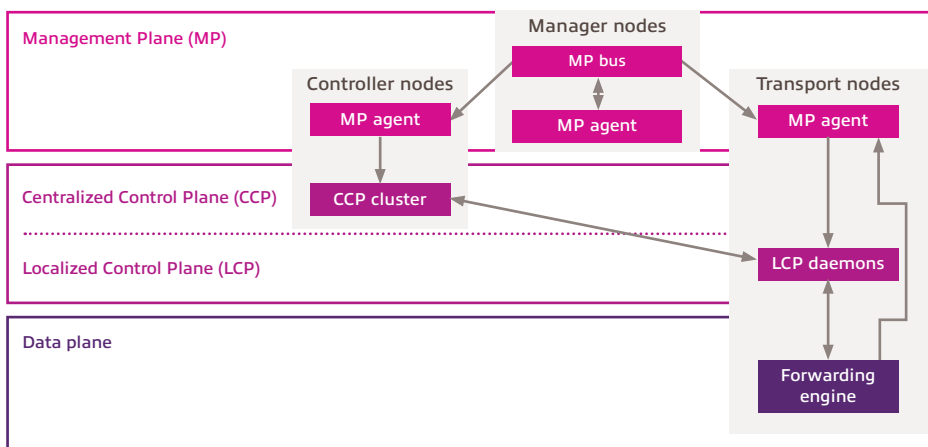 Management Plane (MP)
Manager nodes
MP bus
MP agent
Controller nodes
MP agent
Transport nodes
MP agent
Centralized Control Plane (CCP)
CCP cluster
Localized Control Plane (LCP)
LCP daemons
Data plane
Forwarding
engine